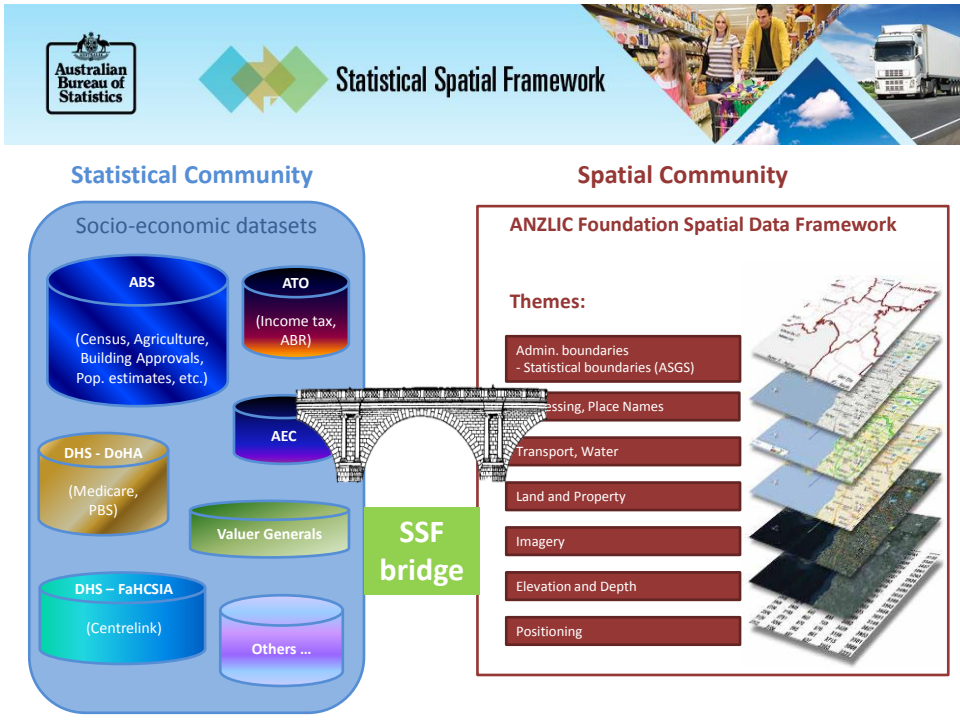 Australian
Bureau of
Statistics
Statistical Spatial Framework
Statistical Community
Spatial Community
Socio-economic datasets
ABS
(Census, Agriculture,
Building Approvals,
Pop. estimates, etc.)
ATO
(Income tax,
ABR)
AEC
DHS - DoHA
(Medicare,
PBS)
Valuer Generals
DHS – FaHCSIA
(Centrelink)
Others ...
SSF
bridge
ANZLIC Foundation Spatial Data Framework
Themes:
Admin. boundaries
- Statistical boundaries (ASGS)
essing, Place Names
Transport, Water
Land and Property
Imagery
Elevation and Depth
Positioning